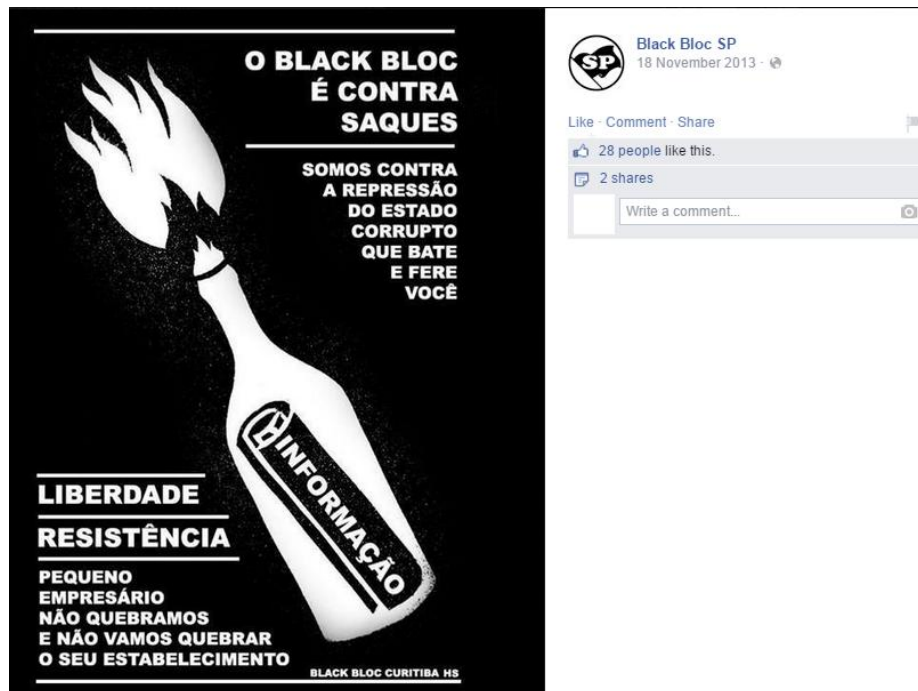 O BLACK BLOC
É CONTRA
SAQUES
SOMOS CONTRA
A REPRESSÃO
DO ESTADO
CORRUPTO
QUE BATE
E FERE
VOCÊ
INFORMAÇÃO
LIBERDADE
RESISTÊNCIA
PEQUENO
EMPRESÁRIO
NÃO QUEBRAMOS
E NÃO VAMOS QUEBRAR
O SEU ESTABELECIMENTO
BLACK BLOC CURITIBA HS
SP
Black Bloc SP
18 November 2013 ·
Like · Comment · Share
28 people like this.
2 shares
Write a comment...